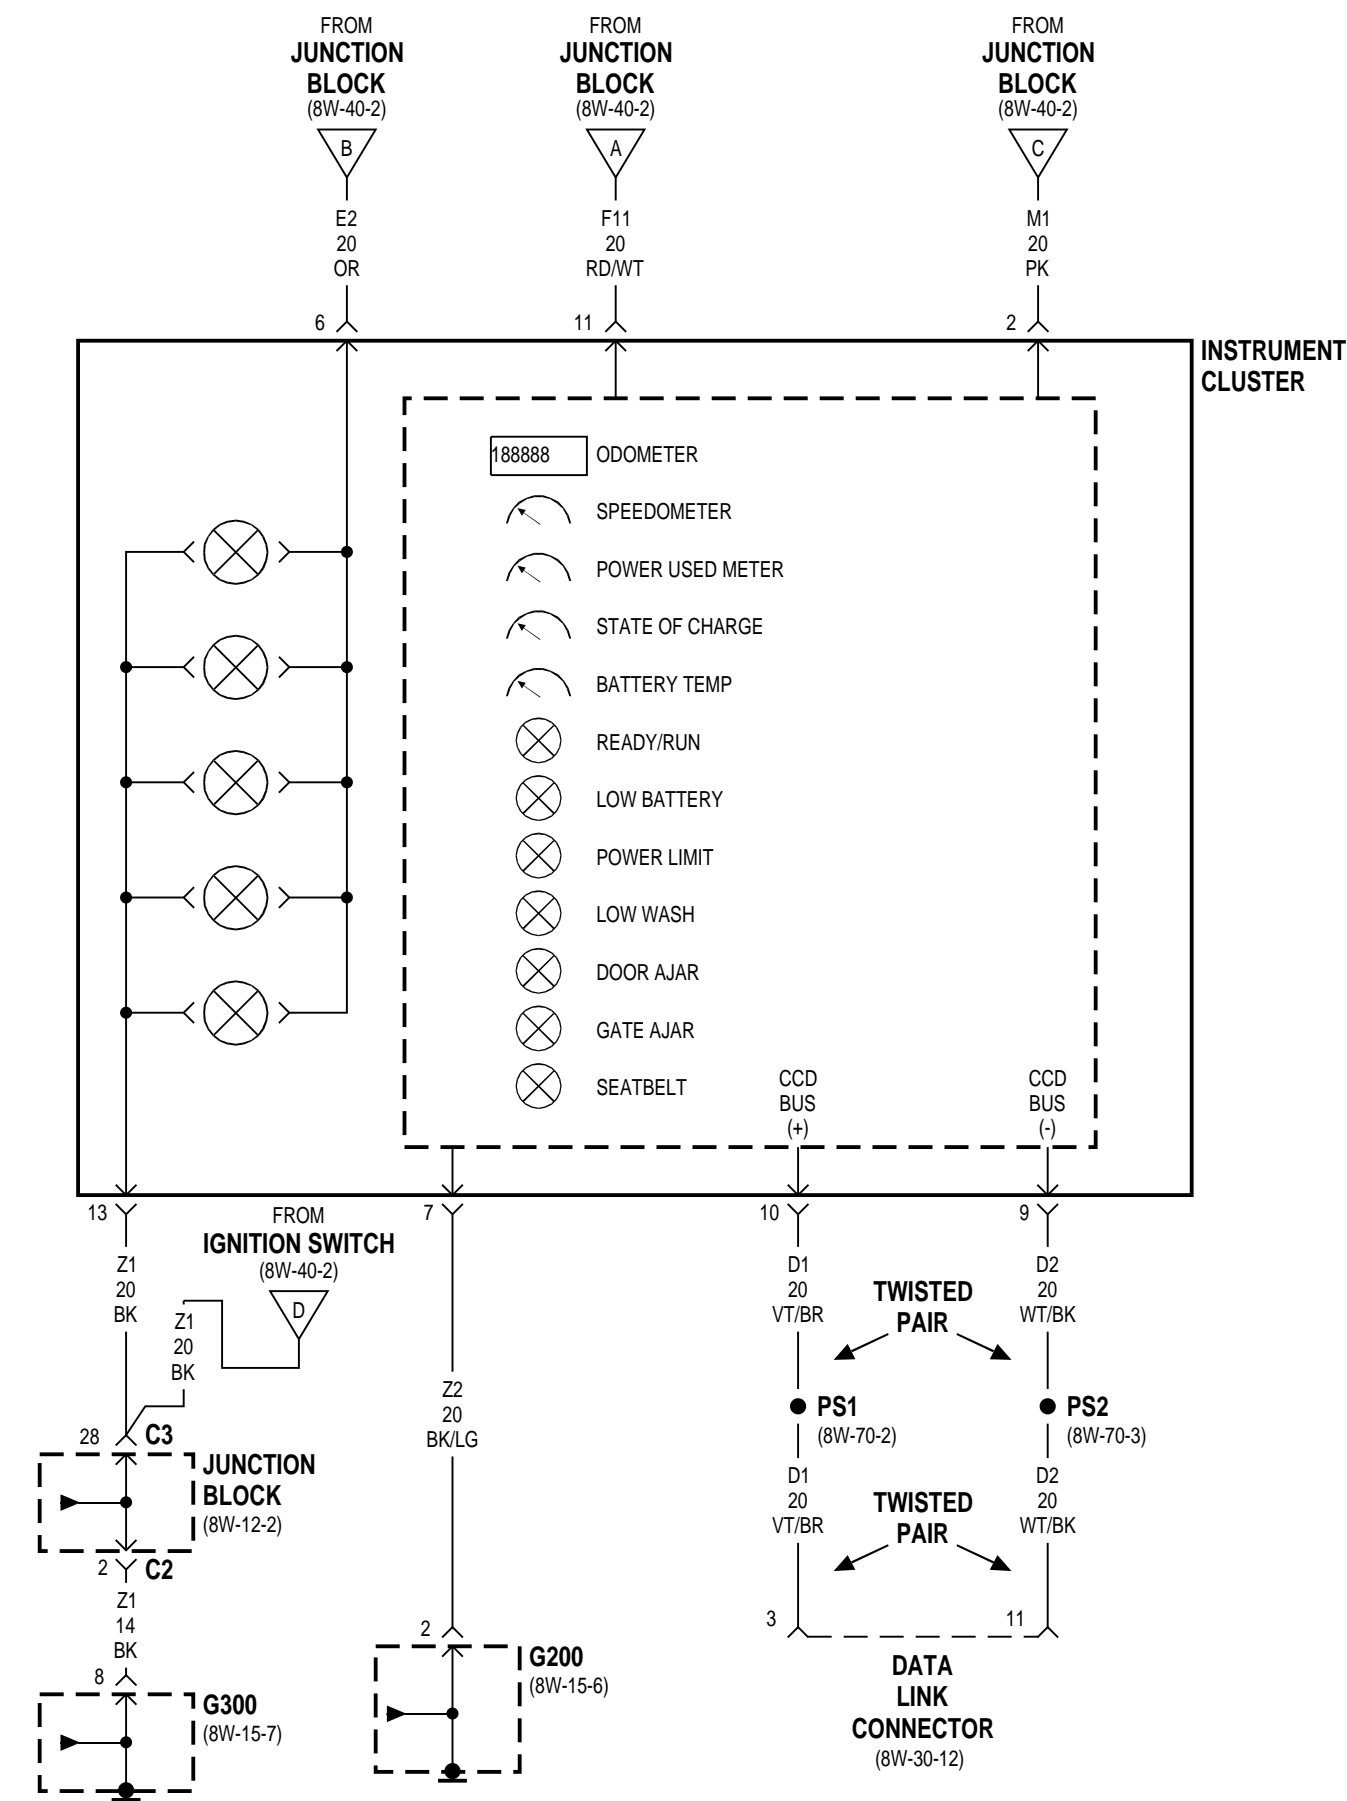 FROM
JUNCTION
BLOCK
(8W-40-2)
B
E2
20
OR
6
FROM
JUNCTION
BLOCK
(8W-40-2)
A
F11
20
RD/WT
11
FROM
JUNCTION
BLOCK
(8W-40-2)
C
M1
20
PK
2
INSTRUMENT
CLUSTER
188888 ODOMETER
SPEEDOMETER
POWER USED METER
STATE OF CHARGE
BATTERY TEMP
READY/RUN
LOW BATTERY
POWER LIMIT
LOW WASH
DOOR AJAR
GATE AJAR
SEATBELT
CCD
BUS
(+)
CCD
BUS
(-)
13
Z1
20
BK
FROM
IGNITION SWITCH
(8W-40-2)
D
Z1
20
BK
28 C3
JUNCTION
BLOCK
(8W-12-2)
2 C2
Z1
14
BK
8
G300
(8W-15-7)
7
Z2
20
BK/LG
2
G200
(8W-15-6)
10
D1
20
VT/BR
TWISTED
PAIR
9
D2
20
WT/BK
PS1
(8W-70-2)
PS2
(8W-70-3)
D1
20
VT/BR
TWISTED
PAIR
D2
20
WT/BK
3
11
DATA
LINK
CONNECTOR
(8W-30-12)